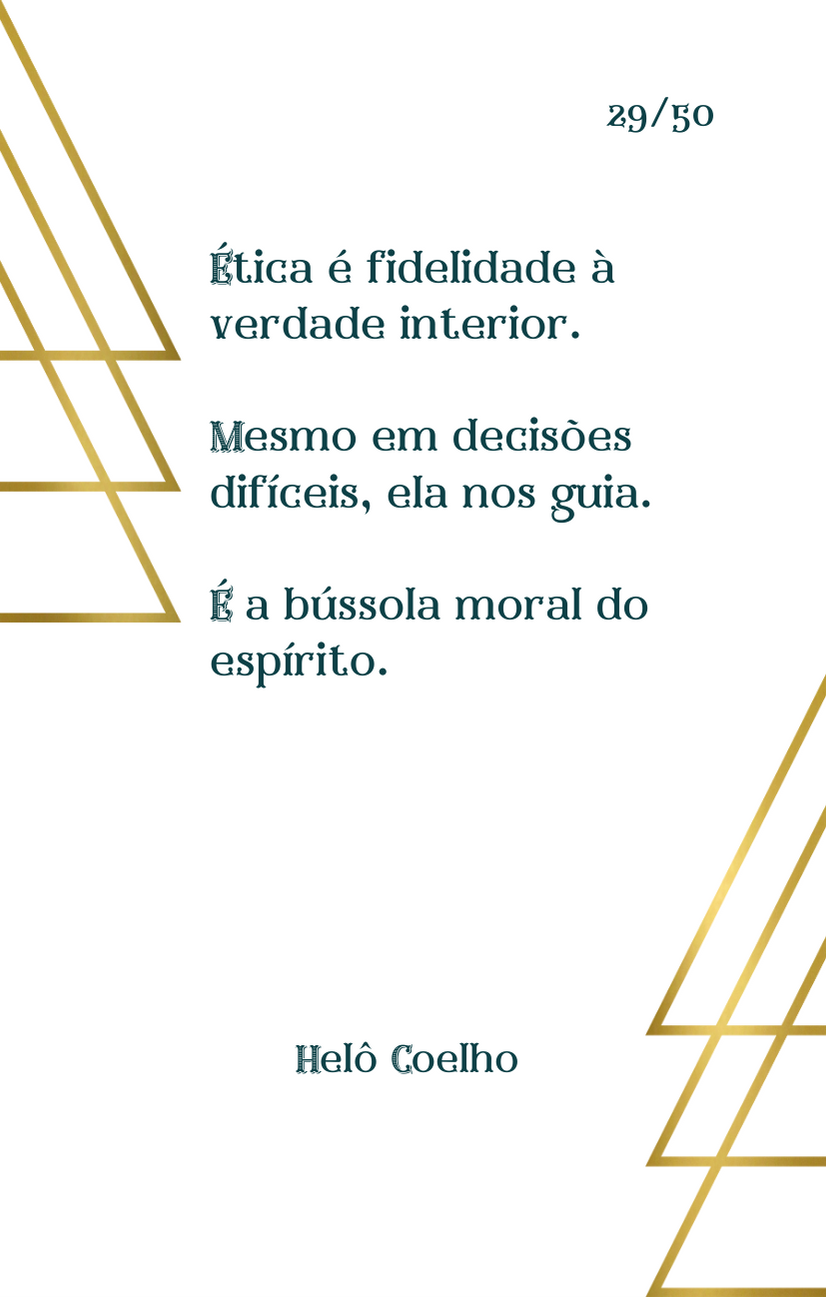 29/50
Ética é fidelidade à
verdade interior.
Mesmo em decisões
difíceis, ela nos guia.
É a bússola moral do
espírito.
Helô Coelho